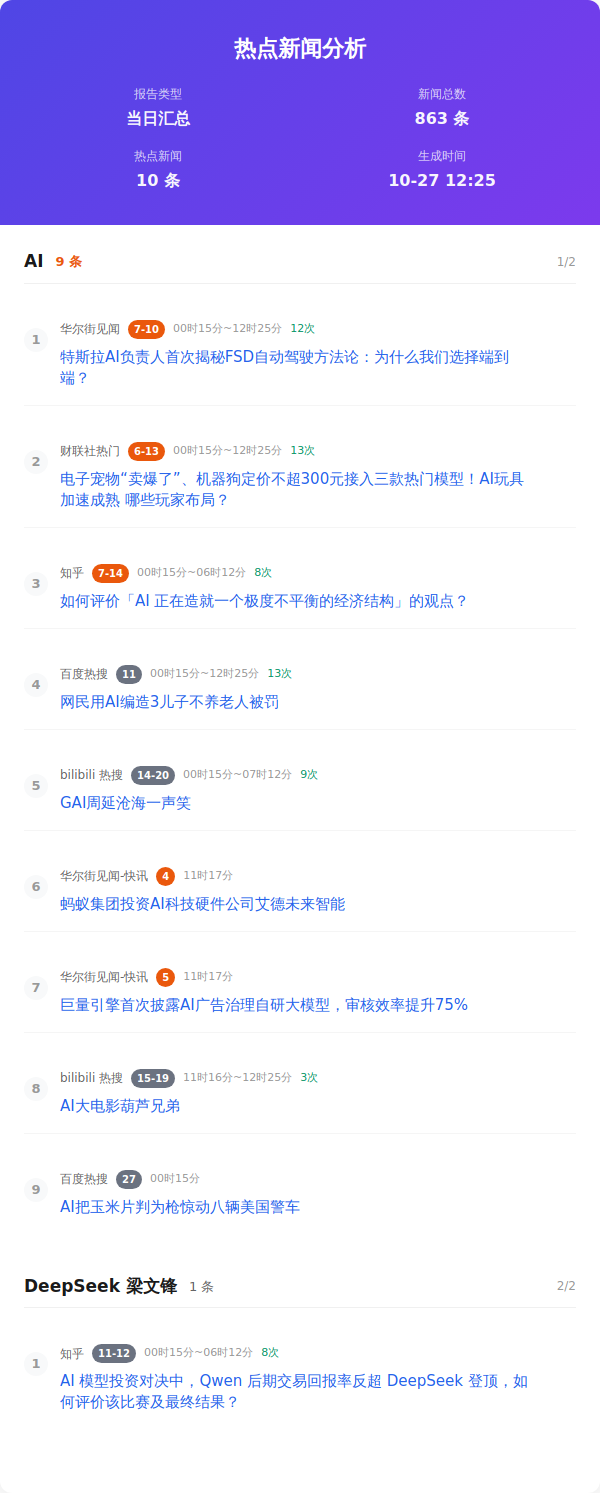 热点新闻分析
报告类型
当日汇总
新闻总数
863 条
热点新闻
10 条
生成时间
10-27 12:25
AI 9 条 1/2
1
华尔街见闻 7-10 00时15分~12时25分 12次
特斯拉AI负责人首次揭秘FSD自动驾驶方法论：为什么我们选择端到
端？
2
财联社热门 6-13 00时15分~12时25分 13次
电子宠物“卖爆了”、机器狗定价不超300元接入三款热门模型！AI玩具
加速成熟 哪些玩家布局？
3
知乎 7-14 00时15分~06时12分 8次
如何评价「AI 正在造就一个极度不平衡的经济结构」的观点？
4
百度热搜 11 00时15分~12时25分 13次
网民用AI编造3儿子不养老人被罚
5
bilibili 热搜 14-20 00时15分~07时12分 9次
GAI周延沧海一声笑
6
华尔街见闻-快讯 4 11时17分
蚂蚁集团投资AI科技硬件公司艾德未来智能
7
华尔街见闻-快讯 5 11时17分
巨量引擎首次披露AI广告治理自研大模型，审核效率提升75%
8
bilibili 热搜 15-19 11时16分~12时25分 3次
AI大电影葫芦兄弟
9
百度热搜 27 00时15分
AI把玉米片判为枪惊动八辆美国警车
DeepSeek 梁文锋 1 条 2/2
1
知乎 11-12 00时15分~06时12分 8次
AI 模型投资对决中，Qwen 后期交易回报率反超 DeepSeek 登顶，如
何评价该比赛及最终结果？